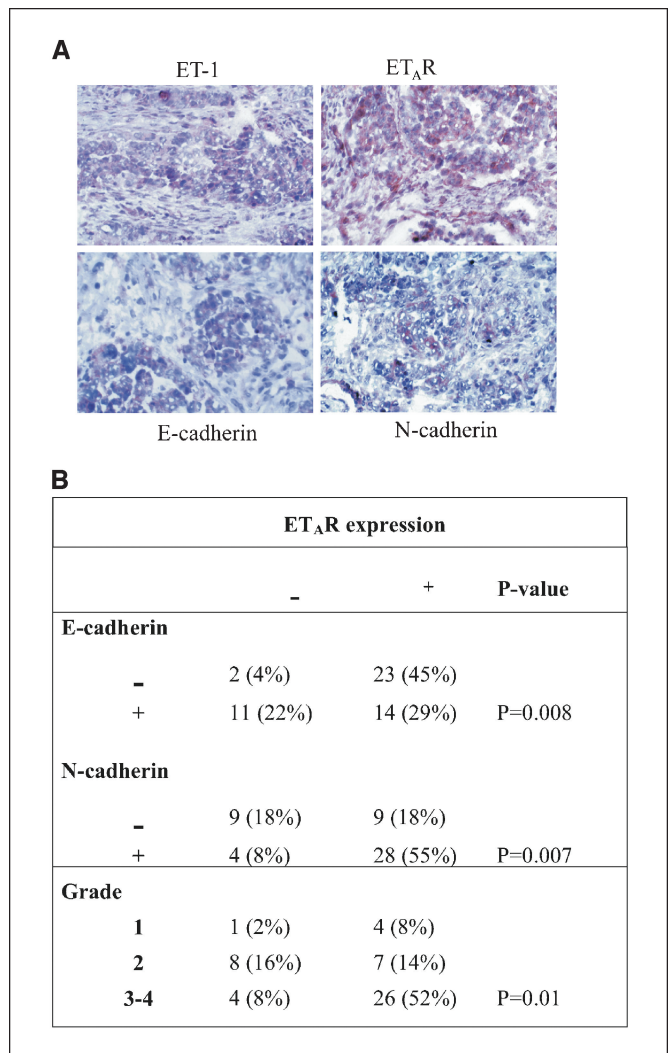 A
ET-1 ETAR
E-cadherin N-cadherin
B
ETAR expression
- + P-value
E-cadherin
- 2 (4%) 23 (45%)
+ 11 (22%) 14 (29%) P=0.008
N-cadherin
- 9 (18%) 9 (18%)
+ 4 (8%) 28 (55%) P=0.007
Grade
1 1 (2%) 4 (8%)
2 8 (16%) 7 (14%)
3-4 4 (8%) 26 (52%) P=0.01